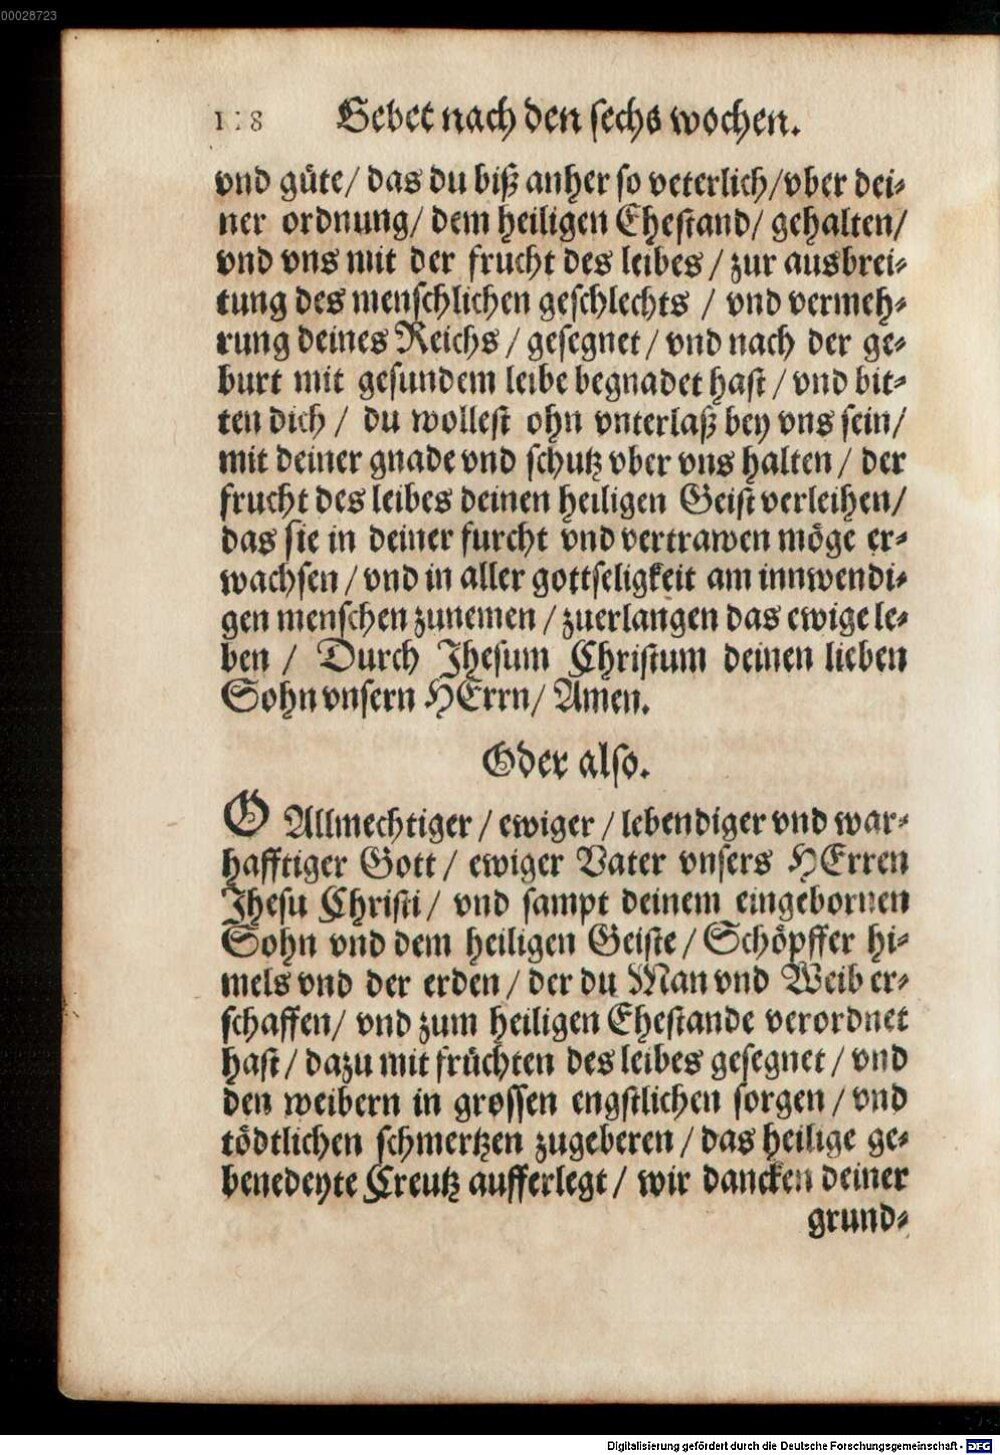 00028723
118 Gebet nach den sechs wochen.
vnd güte/ das du biß anher so veterlich/vber dei⸗
ner ordnung/ dem heiligen Ehestand/ gehalten/
vnd vns mit der frucht des leibes / zur ausbrei⸗
tung des menschlichen geschlechts / vnd vermeh⸗
rung deines Reichs / gesegnet / vnd nach der ge⸗
burt mit gesundem leibe begnadet hast / vnd bit⸗
ten dich / du wollest ohn vnterlaß bey vns sein/
mit deiner gnade vnd schutz vber vns halten / der
frucht des leibes deinen heiligen Geist verleihen/
das sie in deiner furcht vnd vertrawen möge er⸗
wachsen / vnd in aller gottseligkeit am innwendi⸗
gen menschen zunemen / zuerlangen das ewige le⸗
ben / Durch Jhesum Christum deinen lieben
Sohn vnsern HErrn/ Amen.
Oder also.
O Allmechtiger / ewiger / lebendiger vnd war⸗
hafftiger Gott / ewiger Vater vnsers HErren
Jhesu Christi / vnd sampt deinem eingebornen
Sohn vnd dem heiligen Geiste / Schöpffer hi⸗
mels vnd der erden / der du Man vnd Weib er⸗
schaffen/ vnd zum heiligen Ehestande verordnet
hast / dazu mit früchten des leibes gesegnet / vnd
den weibern in grossen engstlichen sorgen / vnd
tödtlichen schmertzen zugeberen / das heilige ge⸗
benedeyte Creutz aufferlegt / wir dancken deiner
grund⸗
Digitalisierung gefördert durch die Deutsche Forschungsgemeinschaft - DFG